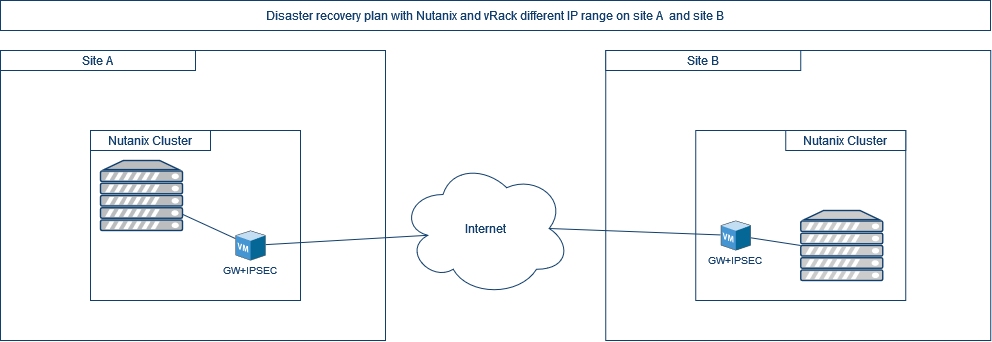 Disaster recovery plan with Nutanix and vRack different IP range on site A and site B
Site A
Site B
Nutanix Cluster
Nutanix Cluster
Internet
VM
VM
GW+IPSEC
GW+IPSEC